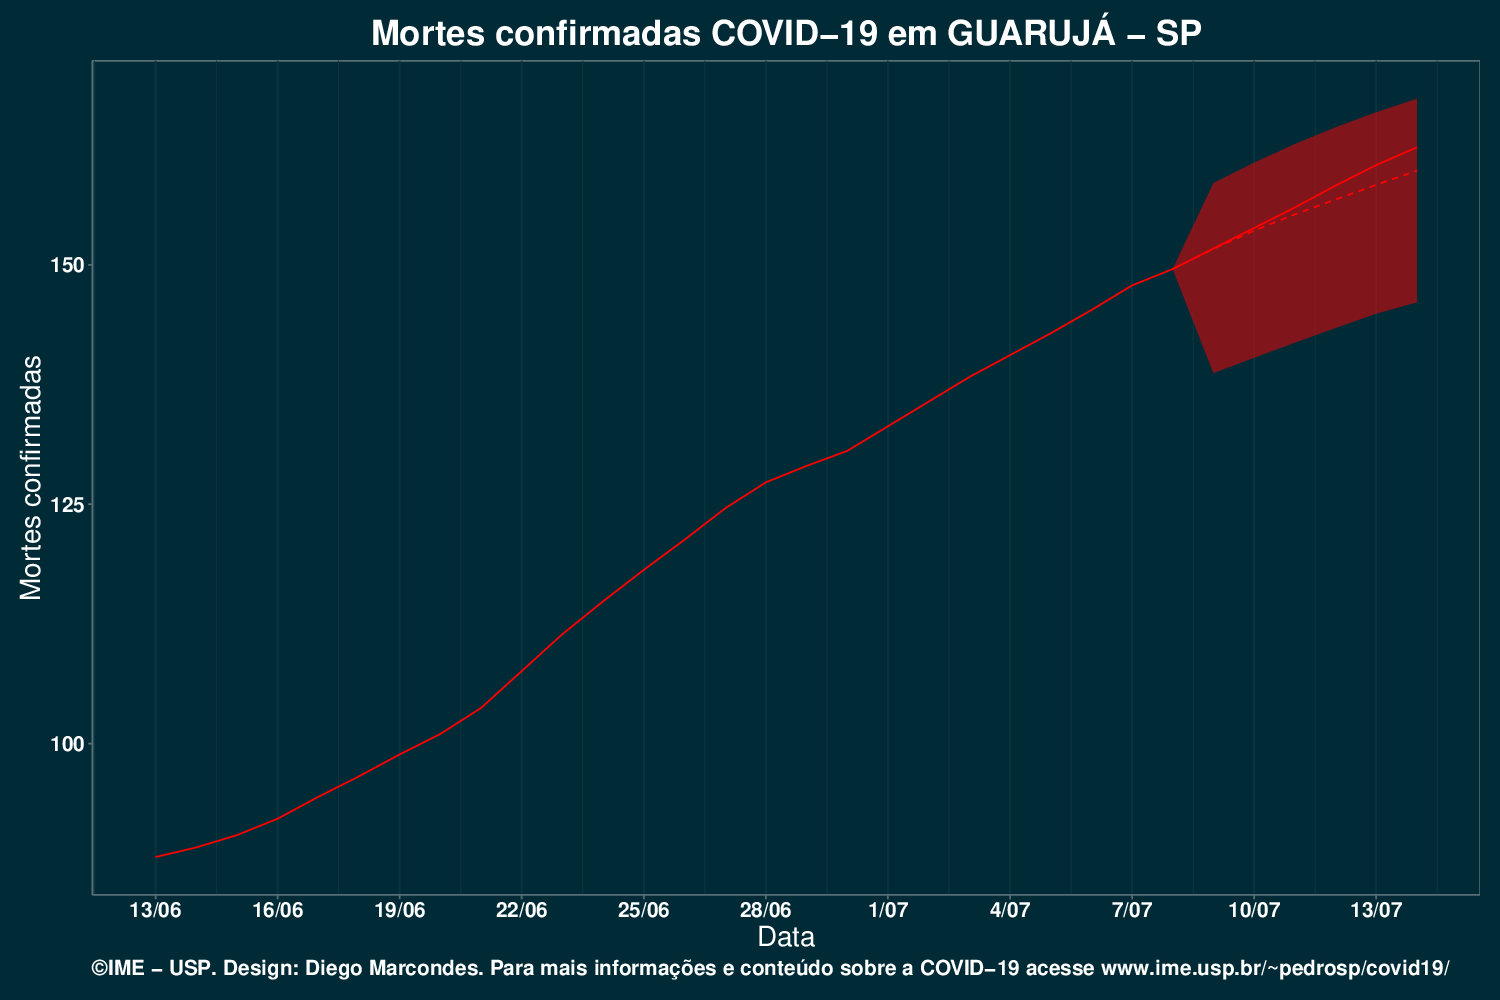 Mortes confirmadas COVID−19 em GUARUJÁ − SP
Mortes confirmadas
150
125
100
13/06 16/06 19/06 22/06 25/06 28/06 1/07 4/07 7/07 10/07 13/07
Data
©IME − USP. Design: Diego Marcondes. Para mais informações e conteúdo sobre a COVID−19 acesse www.ime.usp.br/~pedrosp/covid19/